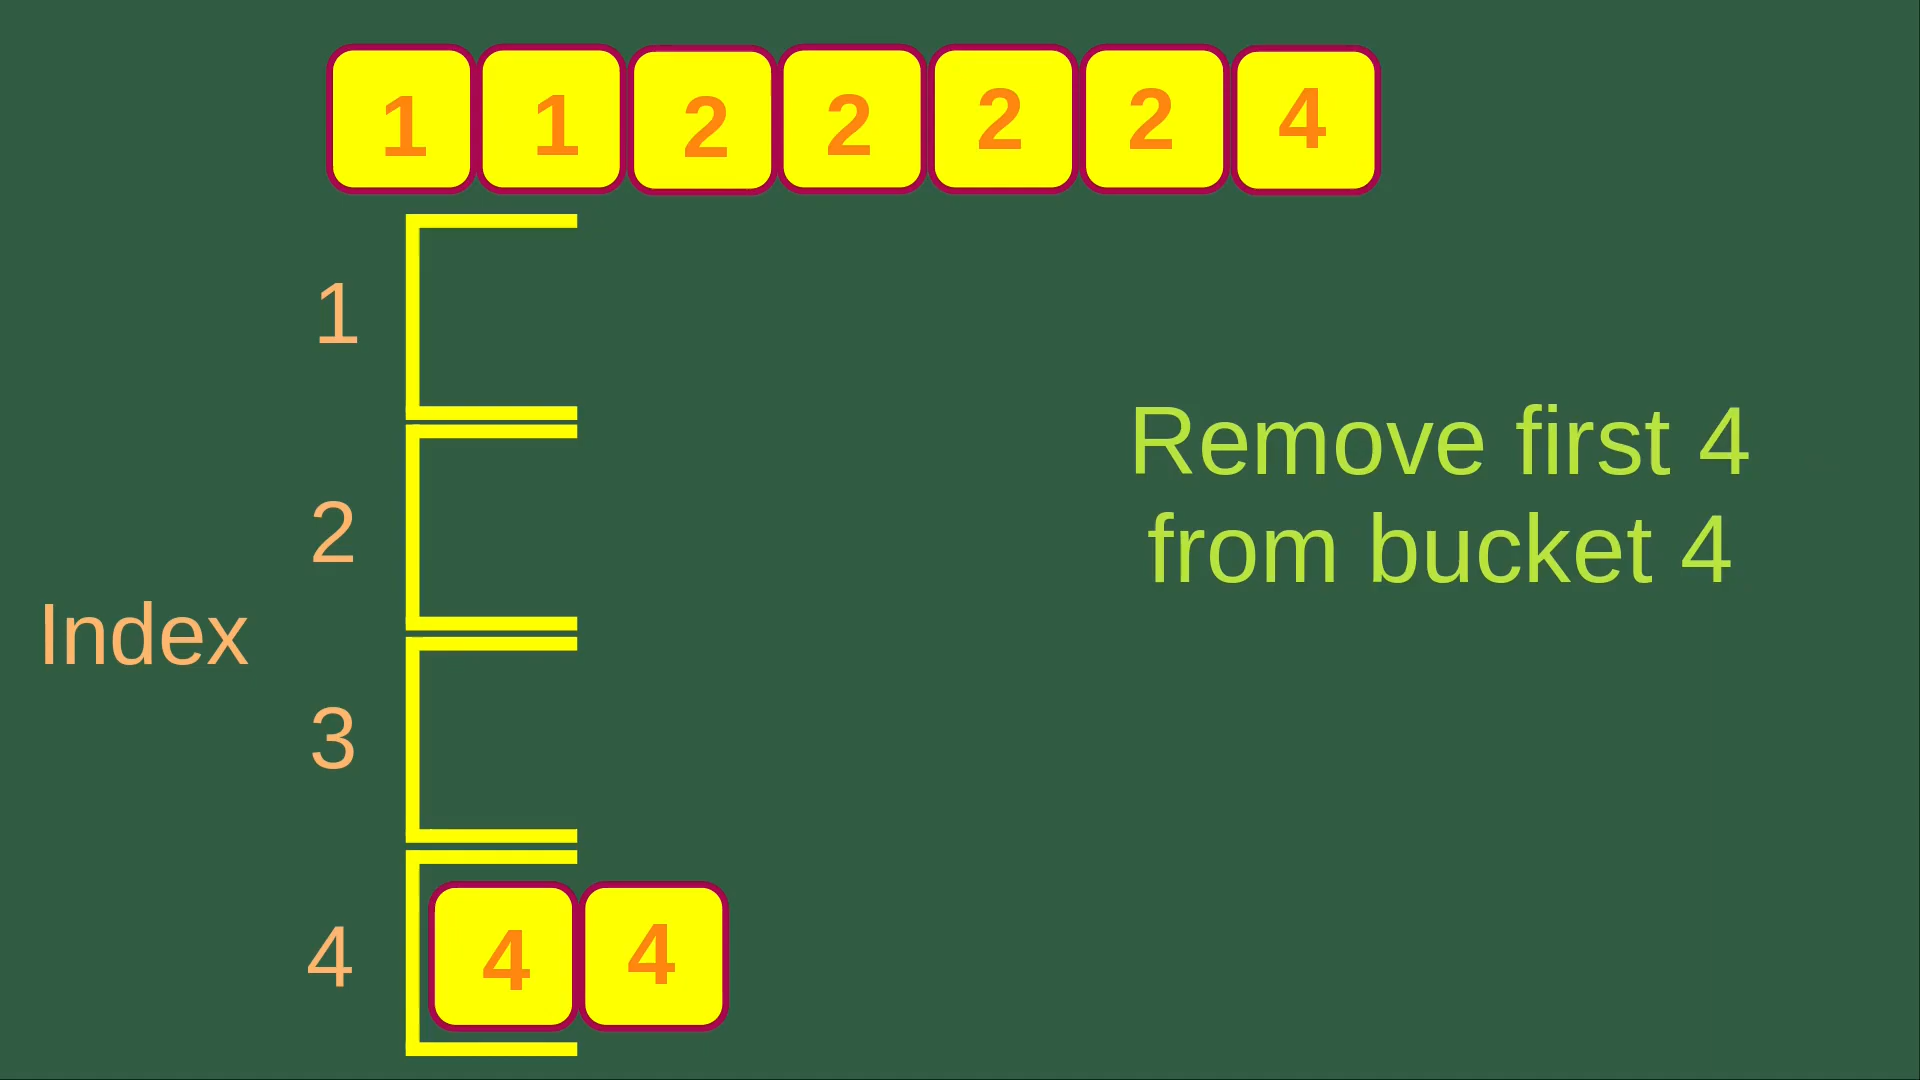 1 1 2 2 2 2 4
1
Remove first 4
from bucket 4
2
Index
3
4 4 4